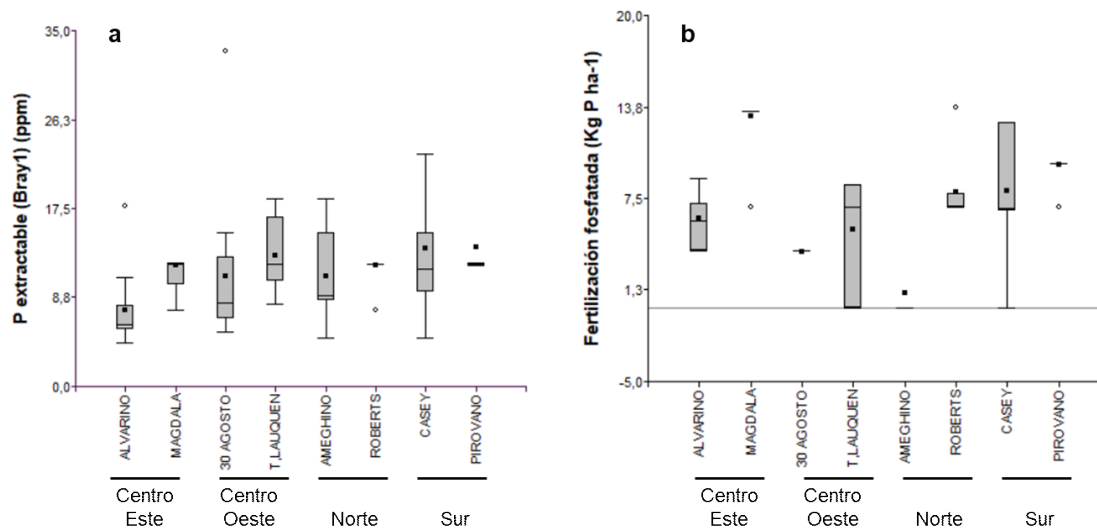 a
P extractable (Bray1) (ppm)
35,0
26,3
17,5
8,8
0,0
ALVARINO
MAGDALA
30 AGOSTO
T,LAUQUEN
AMEGHINO
ROBERTS
CASEY
PIROVANO
Centro
Este
Centro
Oeste
Norte
Sur
b
Fertilización fosfatada (Kg P ha-1)
20,0
13,8
7,5
1,3
-5,0
ALVARINO
MAGDALA
30 AGOSTO
T,LAUQUEN
AMEGHINO
ROBERTS
CASEY
PIROVANO
Centro
Este
Centro
Oeste
Norte
Sur